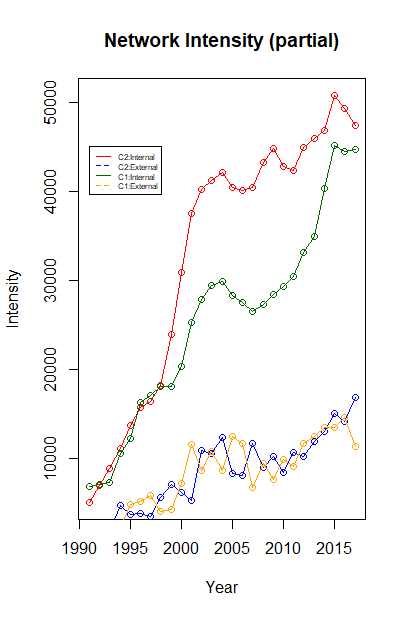 Network Intensity (partial)
50000
40000
30000
20000
1000
Intensity
C2:Internal
C2:External
C1:Internal
C1:External
1990 1995 2000 2005 2010 2015
Year